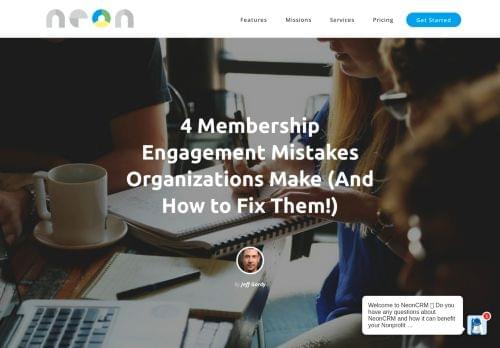 neon
Features
Missions
Services
Pricing
Get Started
4 Membership
Engagement Mistakes
Organizations Make (And
How to Fix Them!)
by Jeff Gordy
Welcome to NeonCRM ▯ Do you
have any questions about
NeonCRM and how it can benefit
your Nonprofit ...
1